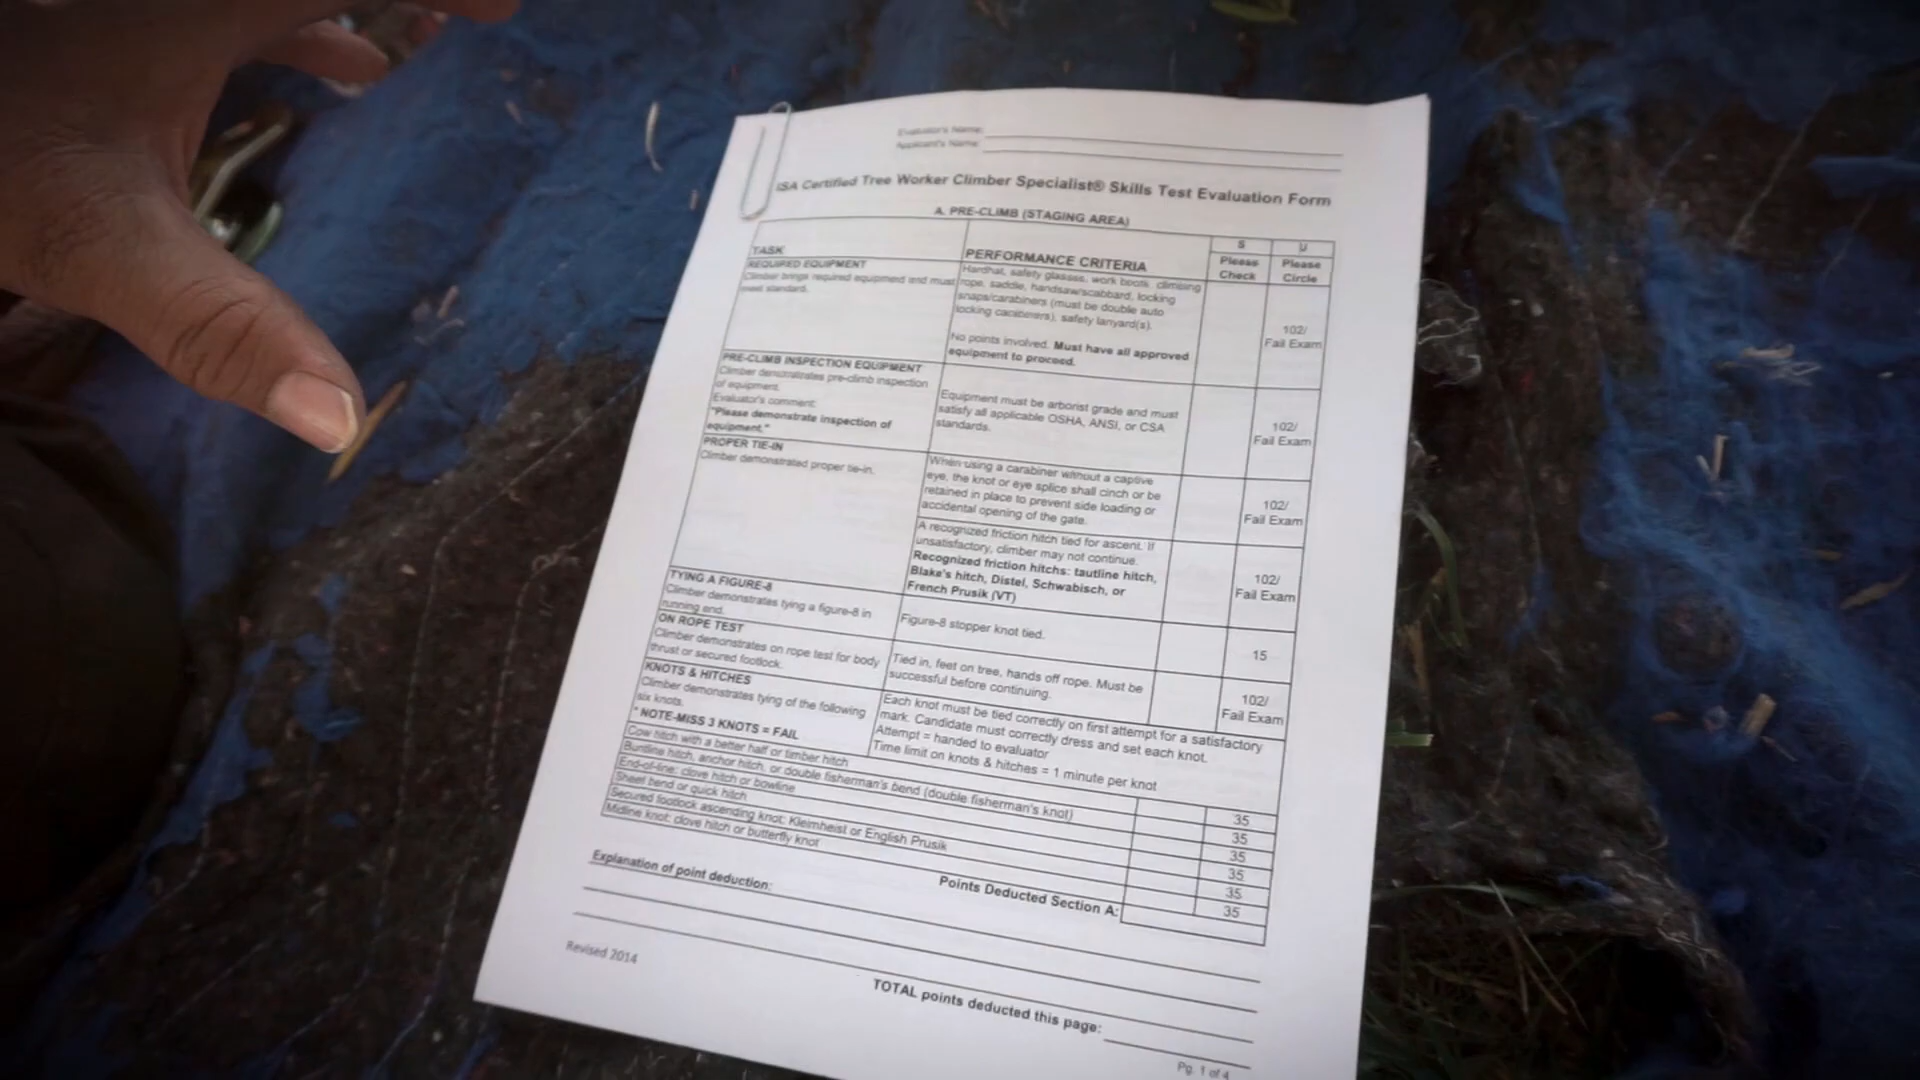 Evaluator's Name:
Applicant's Name:
ISA Certified Tree Worker Climber Specialist® Skills Test Evaluation Form
A. PRE-CLIMB (STAGING AREA)
TASK
PERFORMANCE CRITERIA
S
Please
Check
U
Please
Circle
REQUIRED EQUIPMENT
Climber brings required equipment and must
meet standard.
Hardhat, safety glasses, work boots, climbing
rope, saddle, handsaw/scabbard, locking
snaps/carabiners (must be double auto
locking carabiners), safety lanyard(s).
No points involved. Must have all approved
equipment to proceed.
102/
Fail Exam
PRE-CLIMB INSPECTION EQUIPMENT
Climber demonstrates pre-climb inspection
of equipment.
Evaluator's comment:
"Please demonstrate inspection of
equipment."
Equipment must be arborist grade and must
satisfy all applicable OSHA, ANSI, or CSA
standards.
102/
Fail Exam
PROPER TIE-IN
Climber demonstrated proper tie-in.
When using a carabiner without a captive
eye, the knot or eye splice shall cinch or be
retained in place to prevent side loading or
accidental opening of the gate.
102/
Fail Exam
A recognized friction hitch tied for ascent. If
unsatisfactory, climber may not continue.
Recognized friction hitchs: tautline hitch,
Blake's hitch, Distel, Schwabisch, or
French Prusik (VT)
102/
Fail Exam
TYING A FIGURE-8
Climber demonstrates tying a figure-8 in
running end.
Figure-8 stopper knot tied.
15
ON ROPE TEST
Climber demonstrates on rope test for body
thrust or secured footlock.
Tied in, feet on tree, hands off rope. Must be
successful before continuing.
102/
Fail Exam
KNOTS & HITCHES
Climber demonstrates tying of the following
six knots.
* NOTE-MISS 3 KNOTS = FAIL
Each knot must be tied correctly on first attempt for a satisfactory
mark. Candidate must correctly dress and set each knot.
Attempt = handed to evaluator
Time limit on knots & hitches = 1 minute per knot
Cow hitch with a better half or timber hitch
35
Buntline hitch, anchor hitch, or double fisherman's bend (double fisherman's knot)
35
End-of-line: clove hitch or bowline
35
Sheet bend or quick hitch
35
Secured footlock ascending knot: Kleimheist or English Prusik
35
Midline knot: clove hitch or butterfly knot
35
Points Deducted Section A:
Explanation of point deduction:
Revised 2014
TOTAL points deducted this page:
Pg. 1 of 4